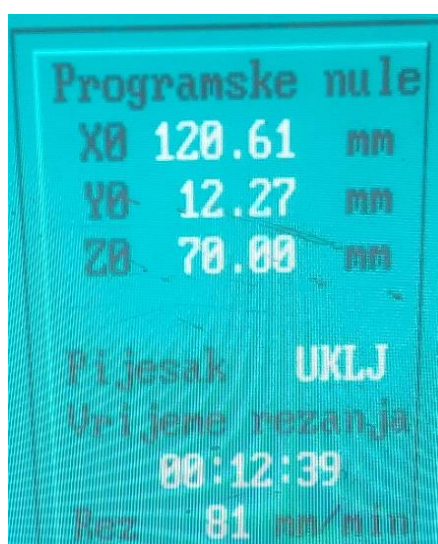 Programske nule
X0 120.61 mm
Y0 12.27 mm
Z0 70.00 mm
Pijesak UKLJ
Vrijeme rezanja
00:12:39
Rez 81 mm/min